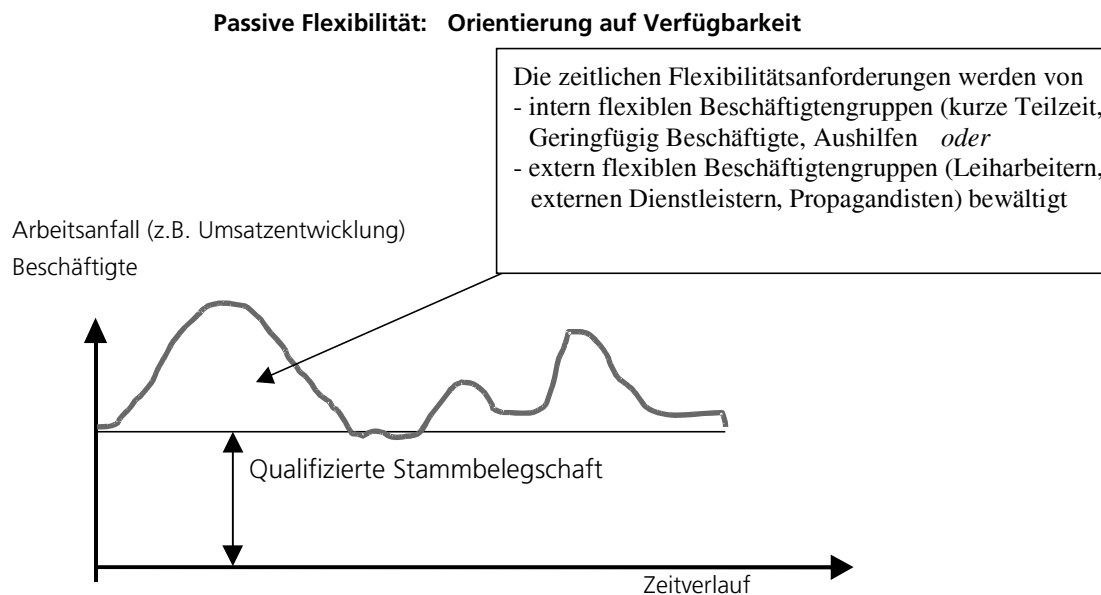 Passive Flexibilität: Orientierung auf Verfügbarkeit
Die zeitlichen Flexibilitätsanforderungen werden von
- intern flexiblen Beschäftigtengruppen (kurze Teilzeit,
Geringfügig Beschäftigte, Aushilfen oder
- extern flexiblen Beschäftigtengruppen (Leiharbeitern,
externen Dienstleistern, Propagandisten) bewältigt
Arbeitsanfall (z.B. Umsatzentwicklung)
Beschäftigte
Qualifizierte Stammbelegschaft
Zeitverlauf